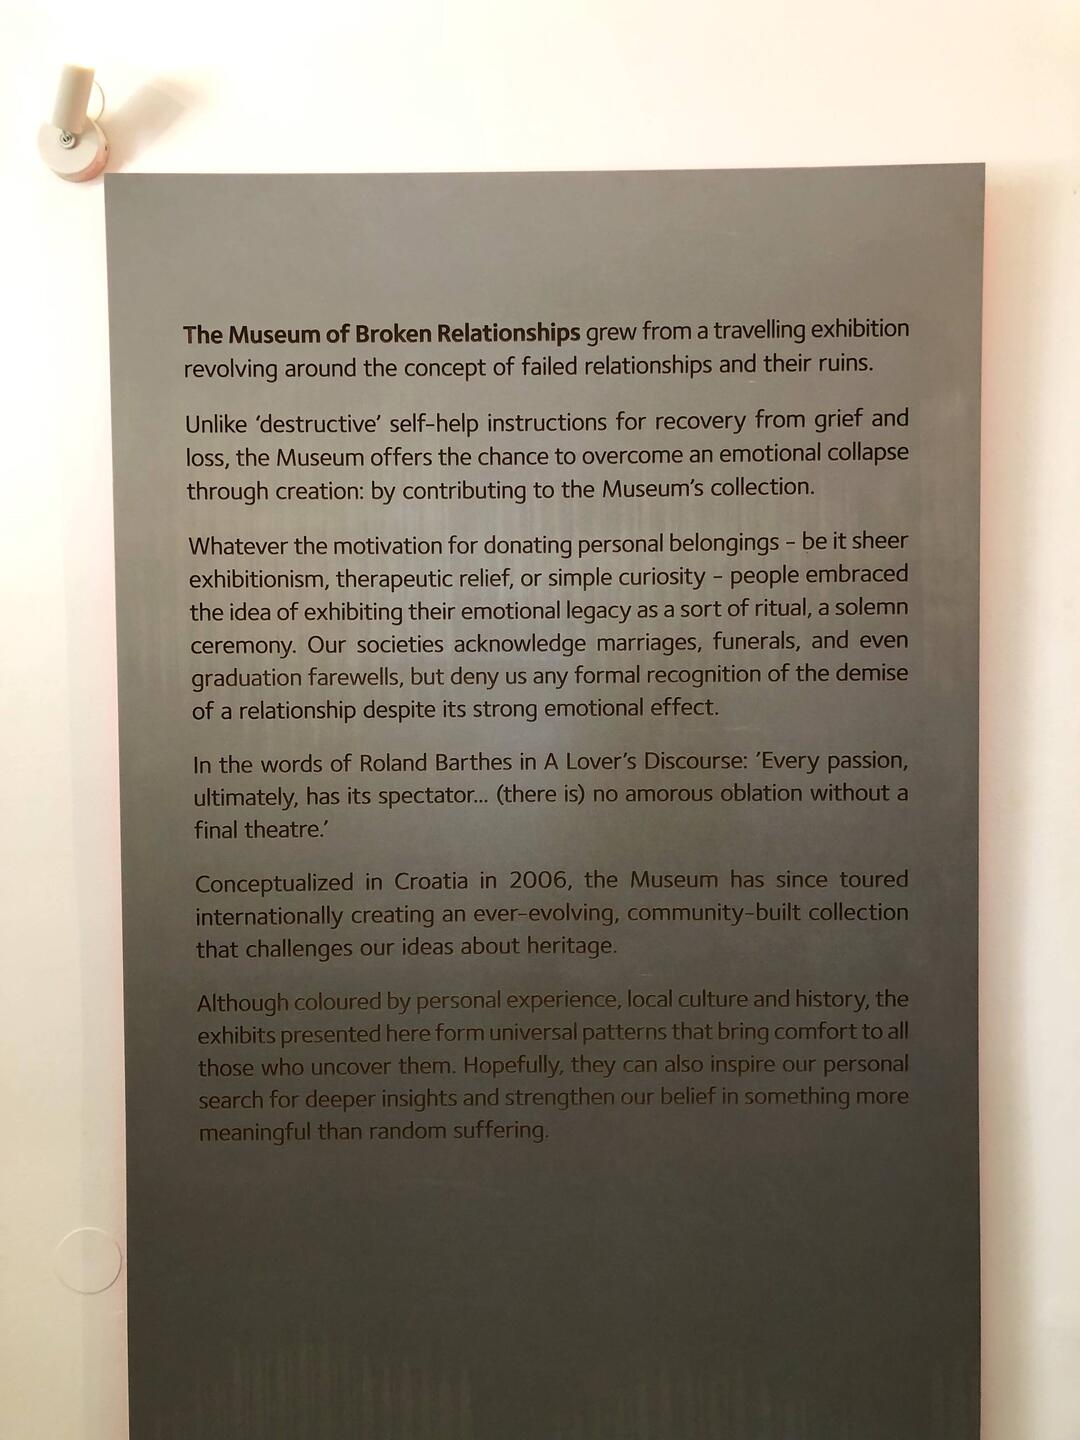 The Museum of Broken Relationships grew from a travelling exhibition
revolving around the concept of failed relationships and their ruins.
Unlike ‘destructive’ self-help instructions for recovery from grief and
loss, the Museum offers the chance to overcome an emotional collapse
through creation: by contributing to the Museum’s collection.
Whatever the motivation for donating personal belongings – be it sheer
exhibitionism, therapeutic relief, or simple curiosity – people embraced
the idea of exhibiting their emotional legacy as a sort of ritual, a solemn
ceremony. Our societies acknowledge marriages, funerals, and even
graduation farewells, but deny us any formal recognition of the demise
of a relationship despite its strong emotional effect.
In the words of Roland Barthes in A Lover’s Discourse: ‘Every passion,
ultimately, has its spectator... (there is) no amorous oblation without a
final theatre.’
Conceptualized in Croatia in 2006, the Museum has since toured
internationally creating an ever-evolving, community-built collection
that challenges our ideas about heritage.
Although coloured by personal experience, local culture and history, the
exhibits presented here form universal patterns that bring comfort to all
those who uncover them. Hopefully, they can also inspire our personal
search for deeper insights and strengthen our belief in something more
meaningful than random suffering.